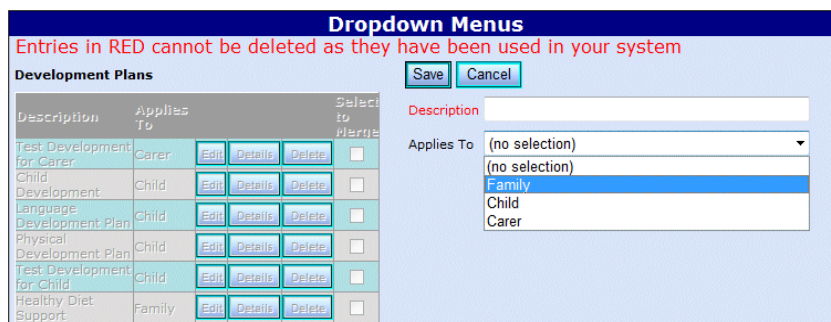 Dropdown Menus
Entries in RED cannot be deleted as they have been used in your system
Development Plans
Save Cancel
Description Applies To Select to Merge
Test Development for Carer Carer Edit Details Delete
Child Development Child Edit Details Delete
Language Development Plan Child Edit Details Delete
Physical Development Plan Child Edit Details Delete
Test Development for Child Child Edit Details Delete
Healthy Diet Support Family Edit Details Delete
Description
Applies To (no selection)
(no selection)
Family
Child
Carer